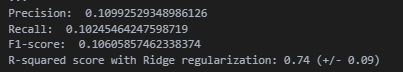 Precision:  0.10992529348986126
Recall:  0.10245464247598719
F1-score:  0.10605857462338374
R-squared score with Ridge regularization: 0.74 (+/- 0.09)